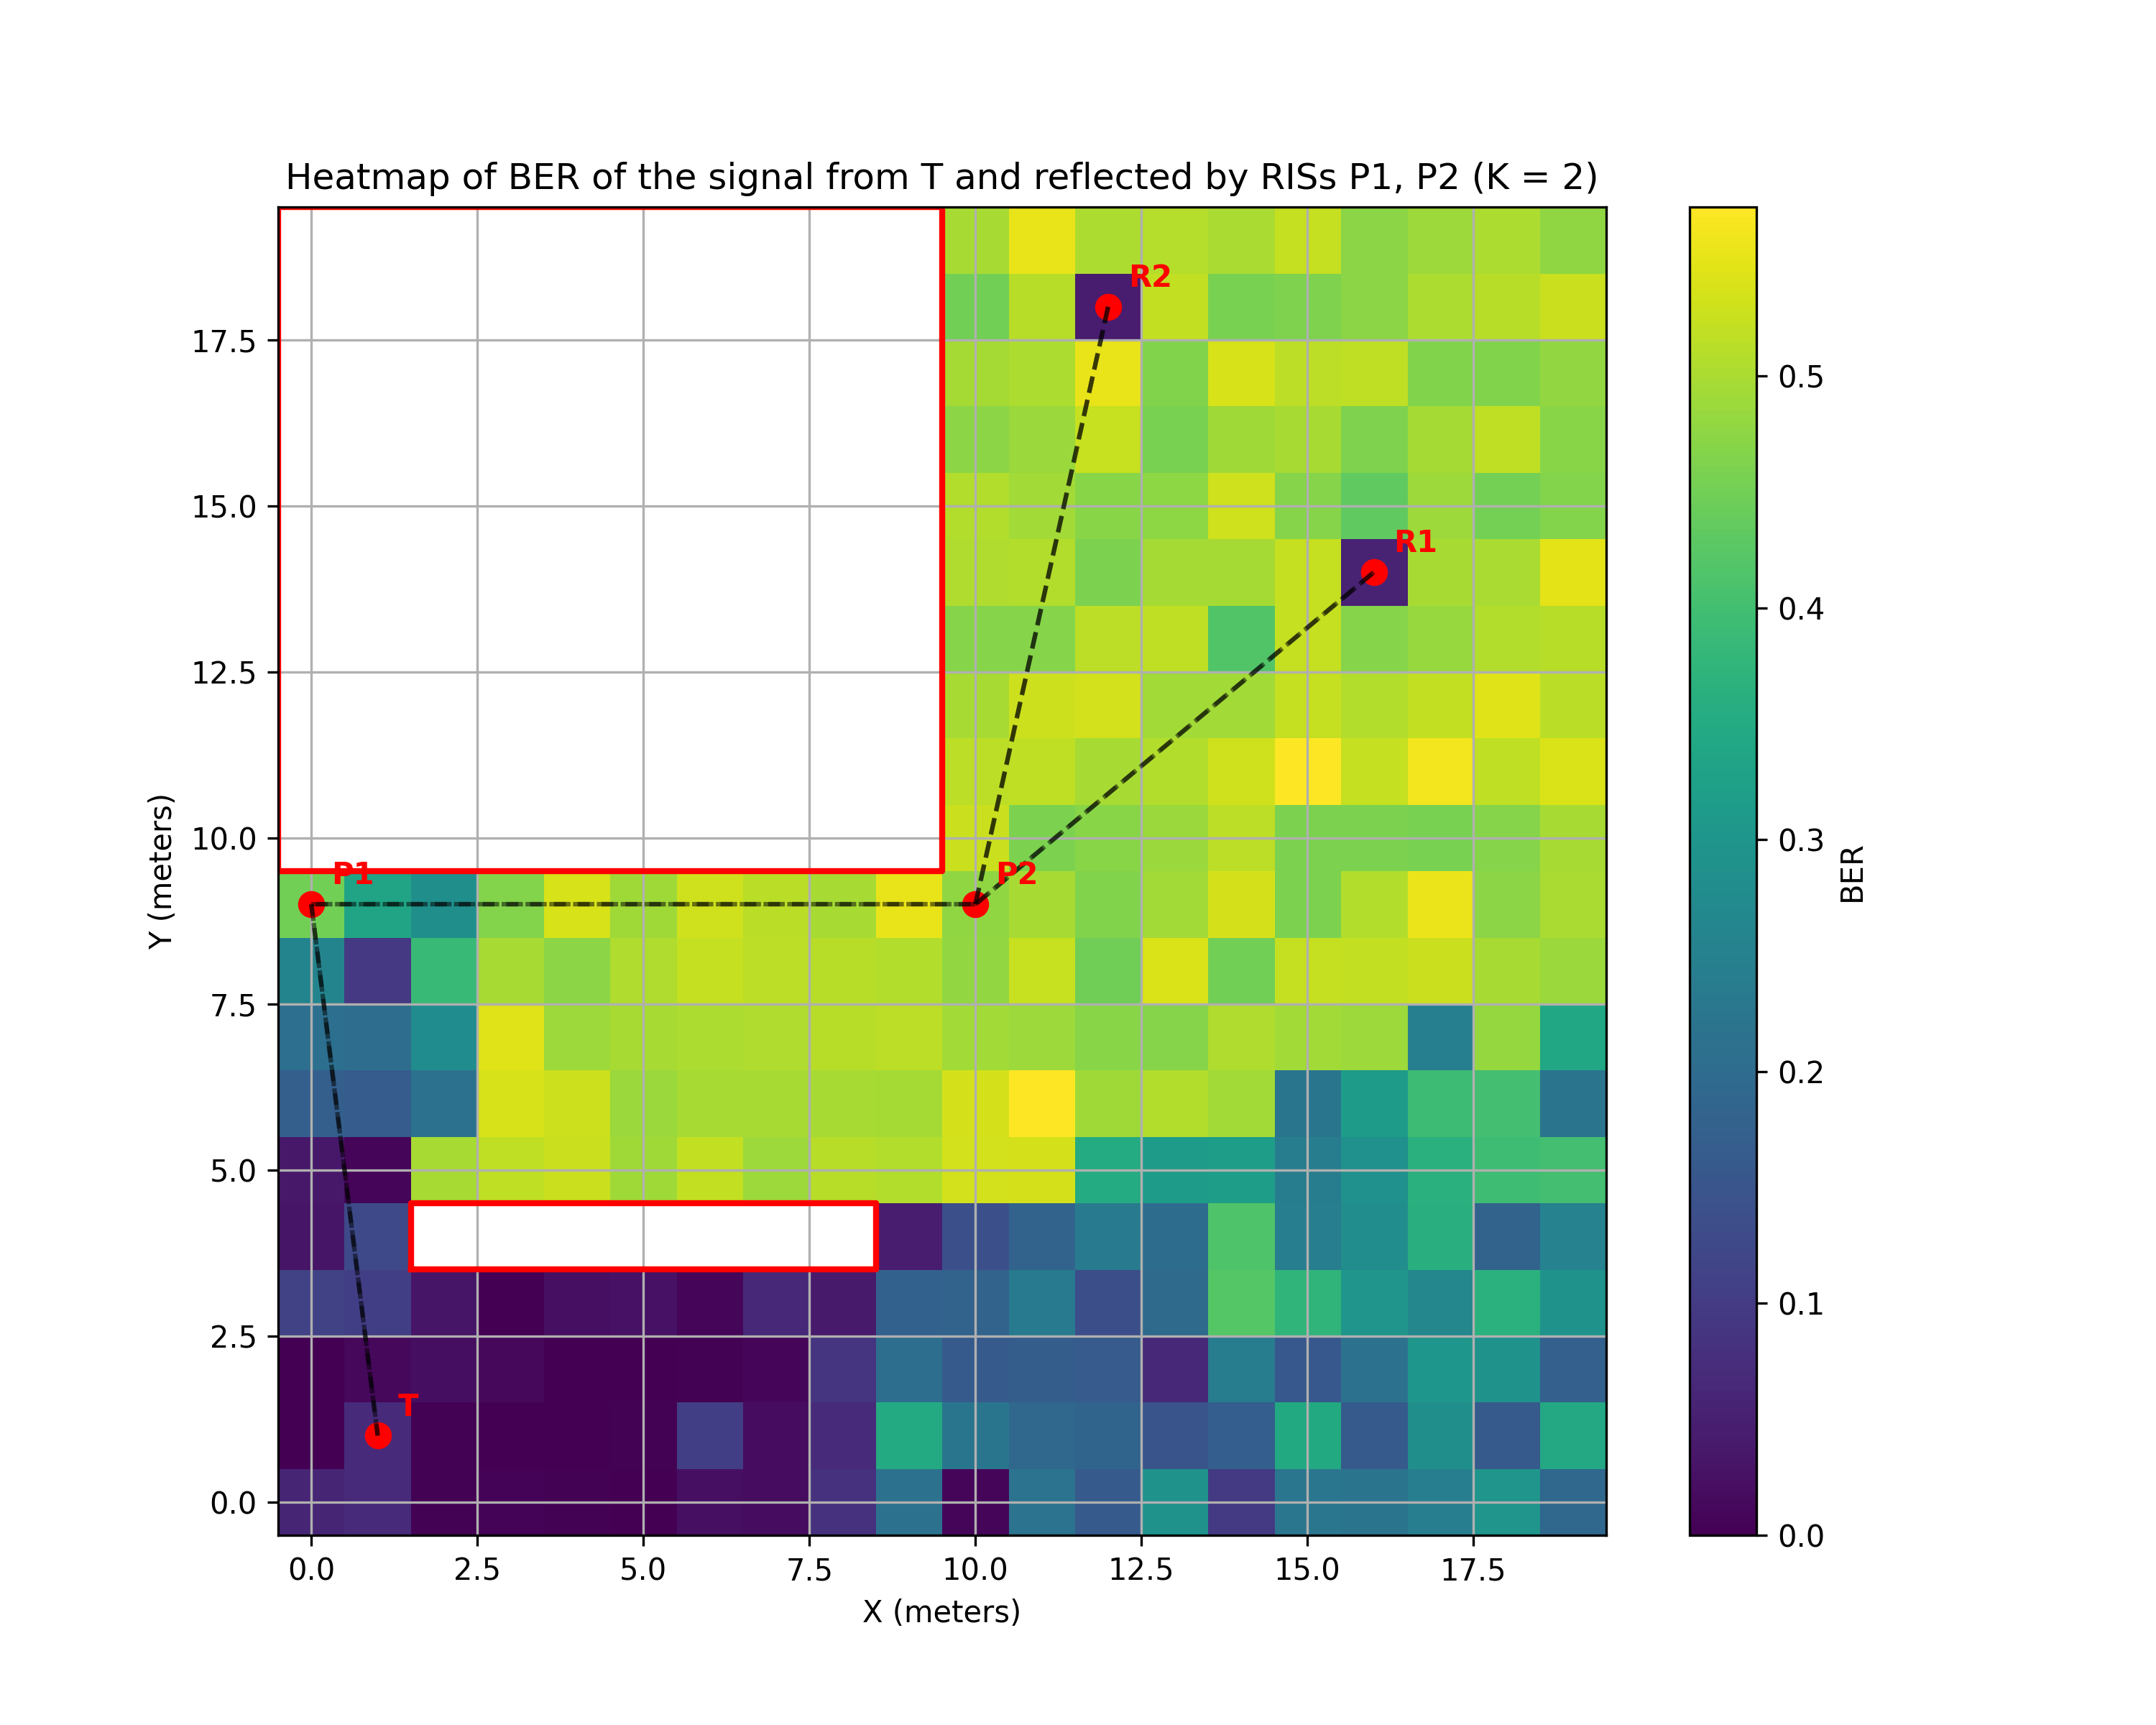 Heatmap of BER of the signal from T and reflected by RISs P1, P2 (K = 2)
R2
R1
P1
P2
T
17.5
15.0
12.5
10.0
7.5
5.0
2.5
0.0
Y (meters)
0.0 2.5 5.0 7.5 10.0 12.5 15.0 17.5
X (meters)
0.5
0.4
0.3
0.2
0.1
0.0
BER